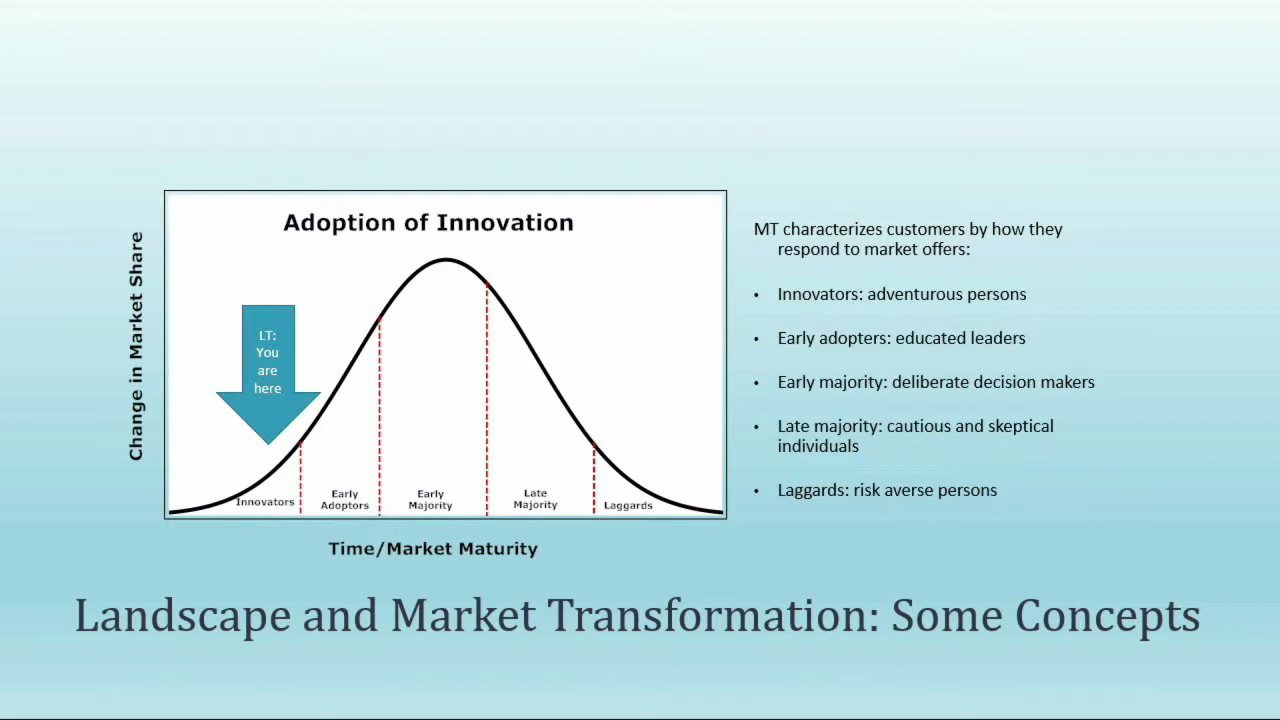 Adoption of Innovation
Change in Market Share
LT:
You
are
here
Innovators
Early
Adoptors
Early
Majority
Late
Majority
Laggards
Time/Market Maturity
MT characterizes customers by how they
respond to market offers:
• Innovators: adventurous persons
• Early adopters: educated leaders
• Early majority: deliberate decision makers
• Late majority: cautious and skeptical
individuals
• Laggards: risk averse persons
Landscape and Market Transformation: Some Concepts